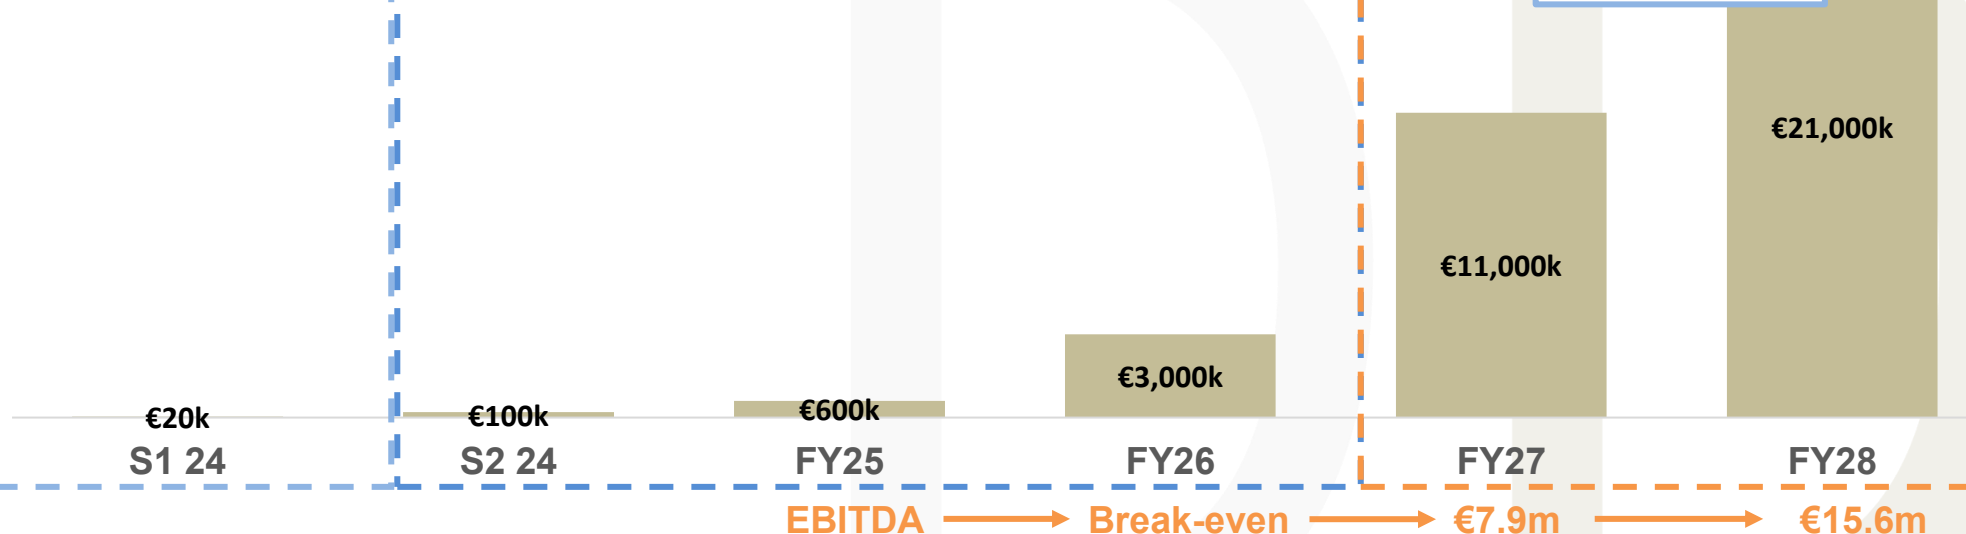 €21,000k
€11,000k
€3,000k
€20k €100k €600k
S1 24 S2 24 FY25 FY26 FY27 FY28
EBITDA Break-even €7.9m €15.6m